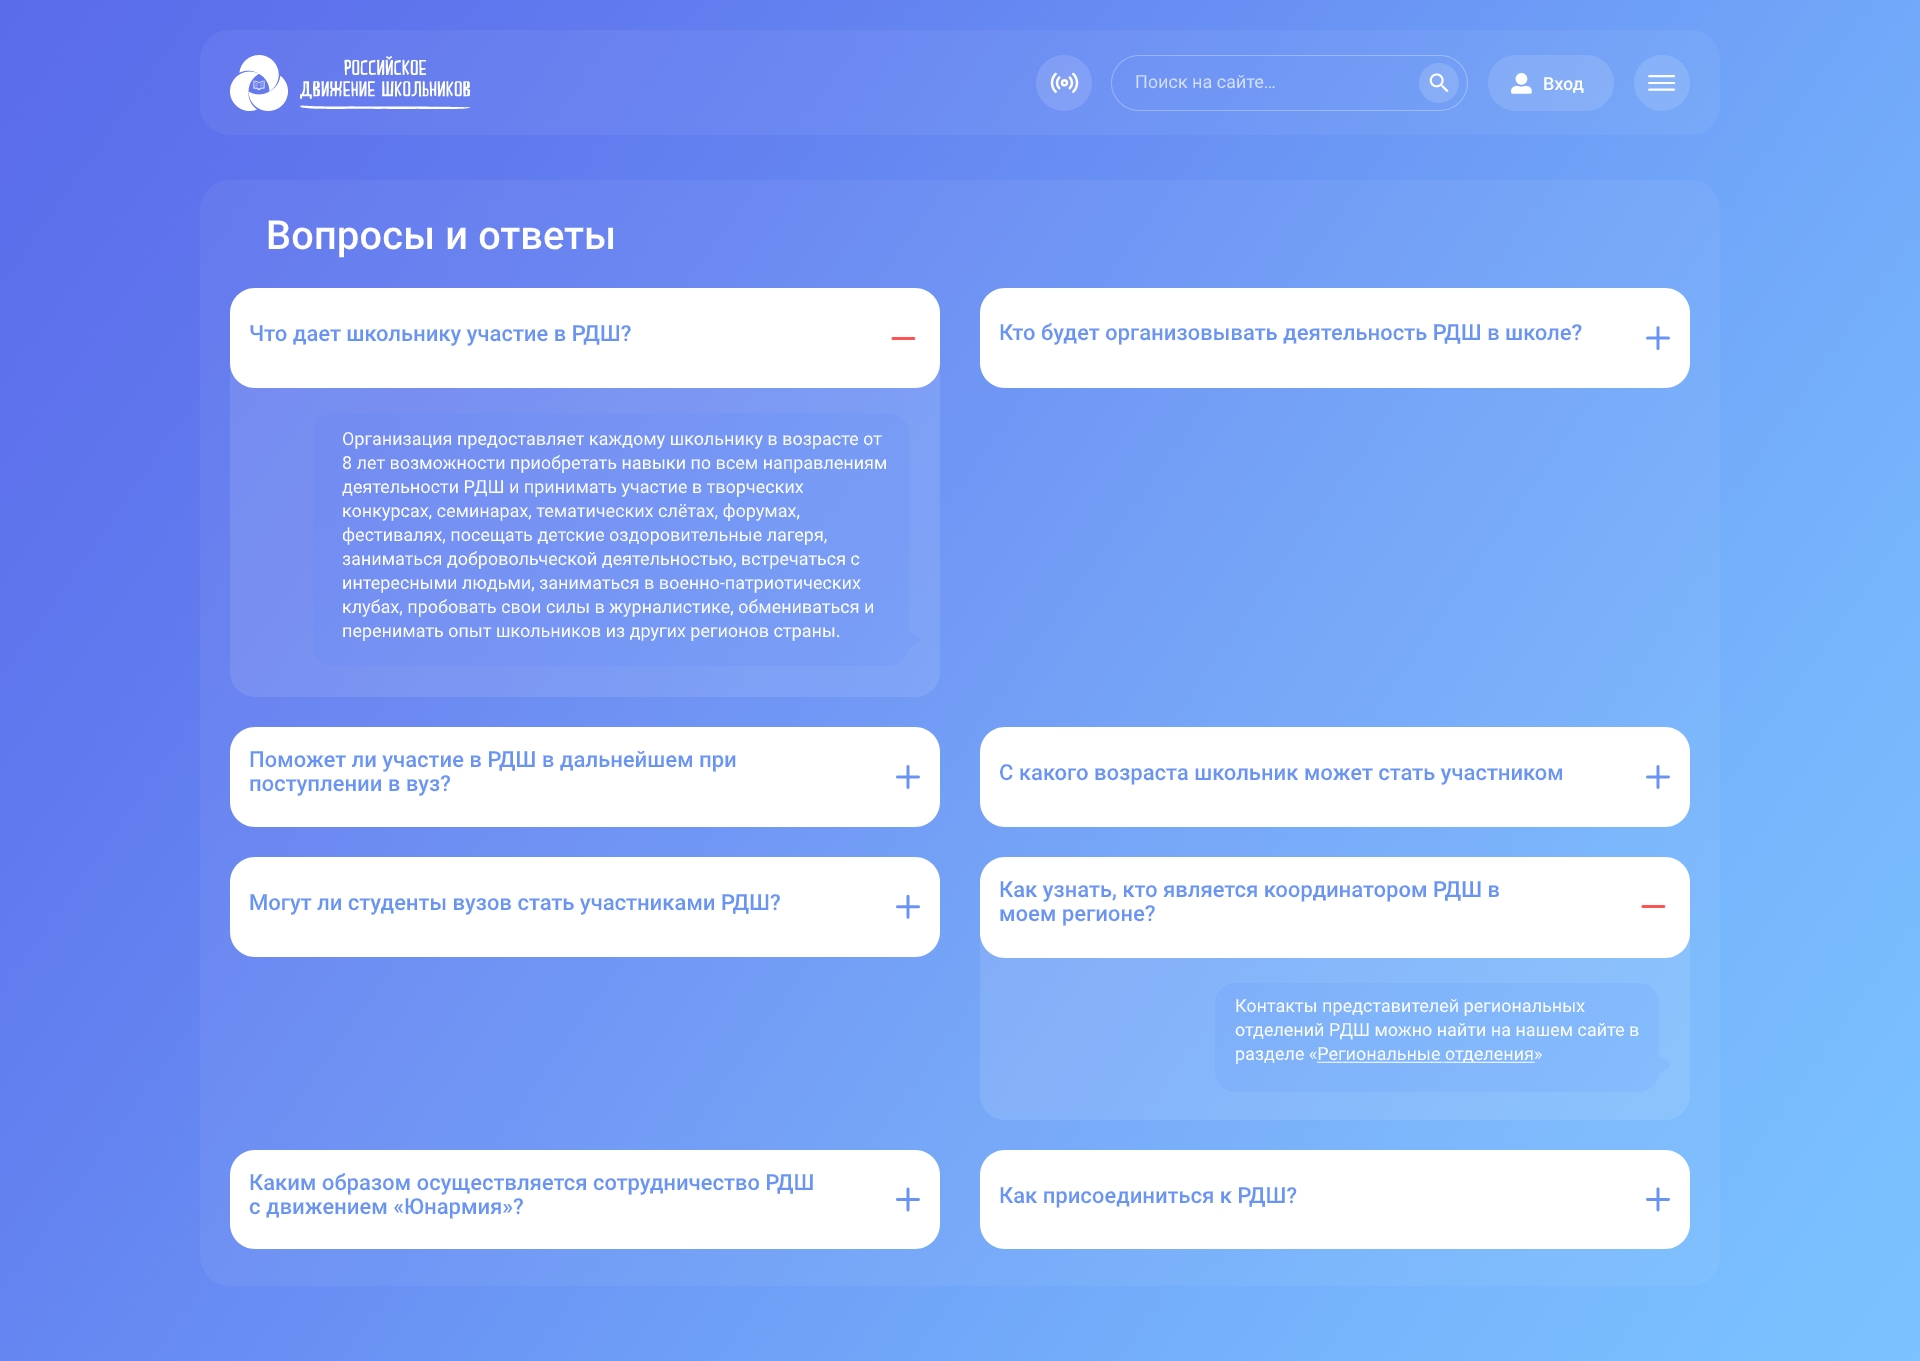 РОССИЙСКОЕ
ДВИЖЕНИЕ ШКОЛЬНИКОВ
Поиск на сайте...
Вход
Вопросы и ответы
Что дает школьнику участие в РДШ?
Организация предоставляет каждому школьнику в возрасте от
8 лет возможности приобретать навыки по всем направлениям
деятельности РДШ и принимать участие в творческих
конкурсах, семинарах, тематических слётах, форумах,
фестивалях, посещать детские оздоровительные лагеря,
заниматься добровольческой деятельностью, встречаться с
интересными людьми, заниматься в военно-патриотических
клубах, пробовать свои силы в журналистике, обмениваться и
перенимать опыт школьников из других регионов страны.
Кто будет организовывать деятельность РДШ в школе?
Поможет ли участие в РДШ в дальнейшем при
поступлении в вуз?
С какого возраста школьник может стать участником
Могут ли студенты вузов стать участниками РДШ?
Как узнать, кто является координатором РДШ в
моем регионе?
Контакты представителей региональных
отделений РДШ можно найти на нашем сайте в
разделе «Региональные отделения»
Каким образом осуществляется сотрудничество РДШ
с движением «Юнармия»?
Как присоединиться к РДШ?